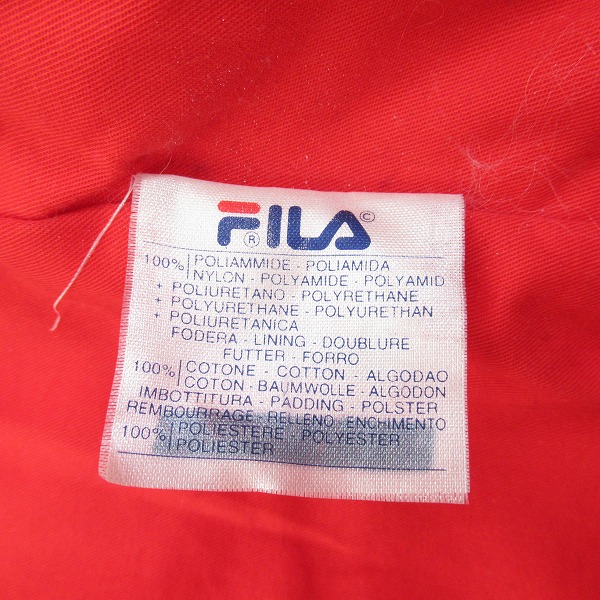 FILA ©
®
100% POLIAMMIDE - POLIAMIDA
NYLON - POLYAMIDE - POLYAMID
+ POLIURETANO - POLYRETHANE
+ POLYURETHANE - POLYURETHAN
+ POLIURETANICA
FODERA - LINING - DOUBLURE
FUTTER - FORRO
100% COTONE - COTTON - ALGODAO
COTON - BAUMWOLLE - ALGODON
IMBOTTITURA - PADDING - POLSTER
REMBOURRAGE - RELLENO ENCHIMENTO
100% POLIESTERE - POLYESTER
POLIESTER